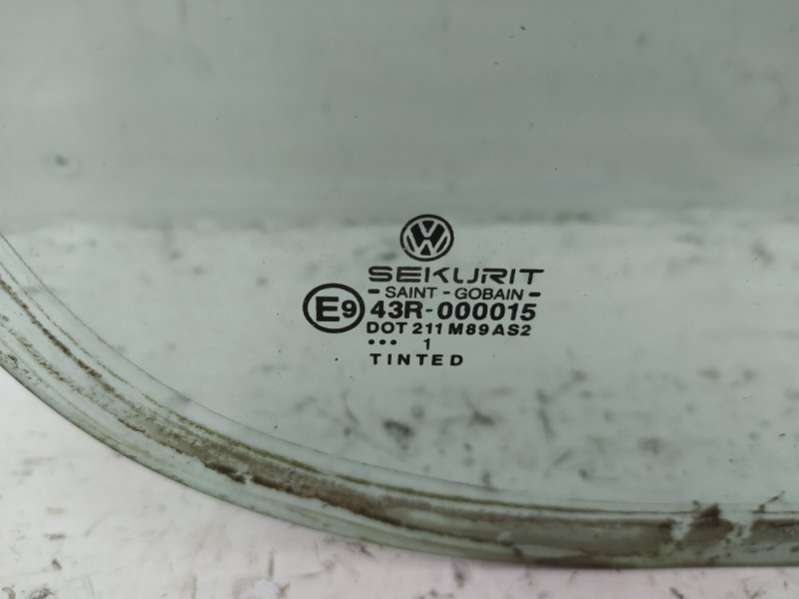 SEKURIT
- SAINT - GOBAIN -
E9 43R-000015
DOT 211 M89 AS2
••• 1
TINTED